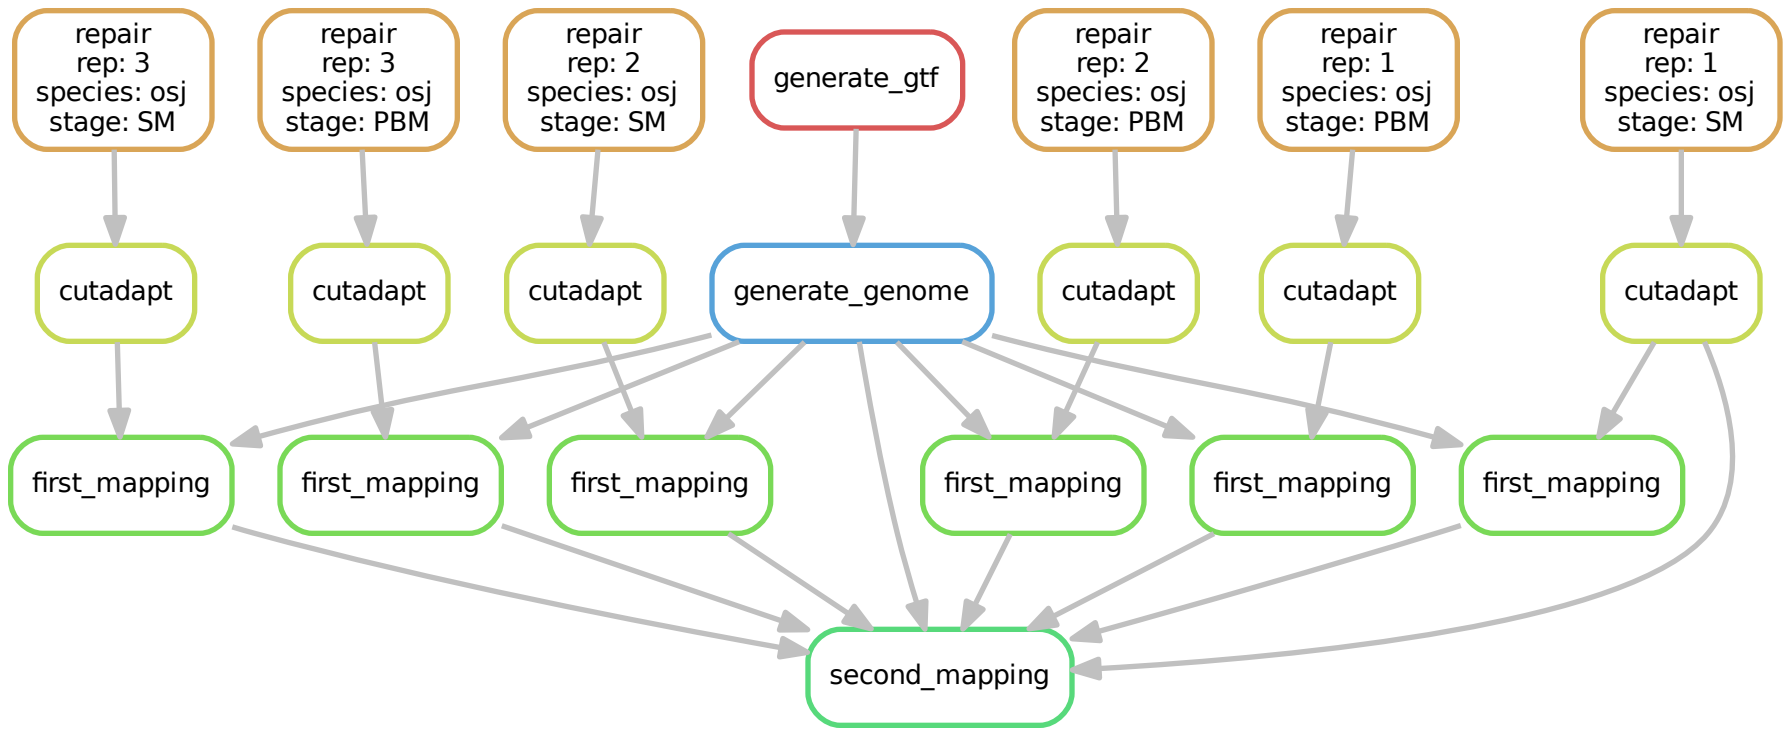 repair
rep: 3
species: osj
stage: SM
repair
rep: 3
species: osj
stage: PBM
repair
rep: 2
species: osj
stage: SM
generate_gtf
repair
rep: 2
species: osj
stage: PBM
repair
rep: 1
species: osj
stage: PBM
repair
rep: 1
species: osj
stage: SM
cutadapt
cutadapt
cutadapt
generate_genome
cutadapt
cutadapt
cutadapt
first_mapping
first_mapping
first_mapping
first_mapping
first_mapping
first_mapping
second_mapping